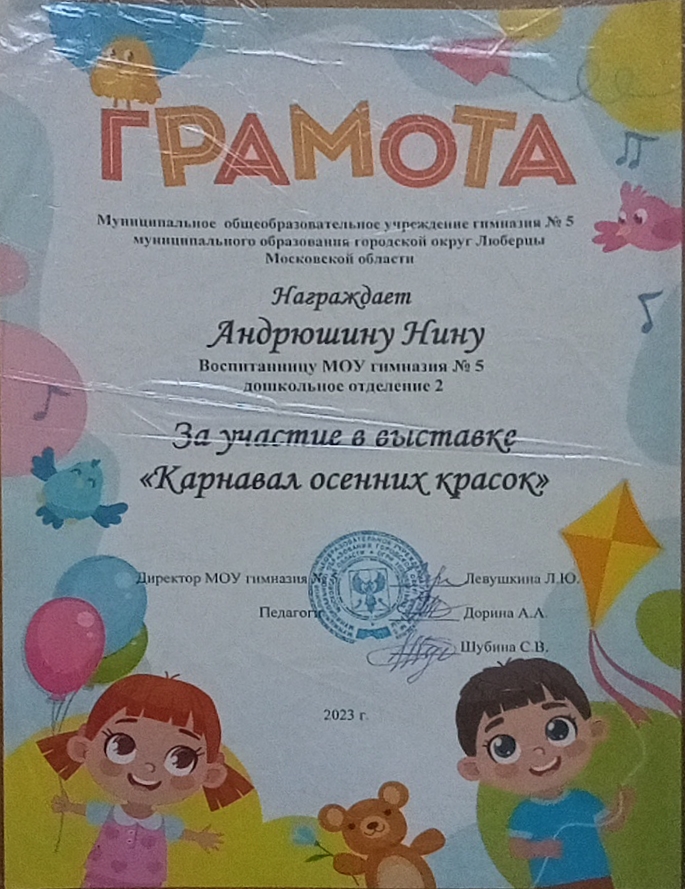 ГРАМОТА
Муниципальное общеобразовательное учреждение гимназия № 5
муниципального образования городской округ Люберцы
Московской области
Награждает
Андрюшину Нину
Воспитанницу МОУ гимназия № 5
дошкольное отделение 2
За участие в выставке
«Карнавал осенних красок»
Директор МОУ гимназия № Левушкина Л.Ю.
Педагоги Дорина А.А.
Шубина С.В.
2023 г.